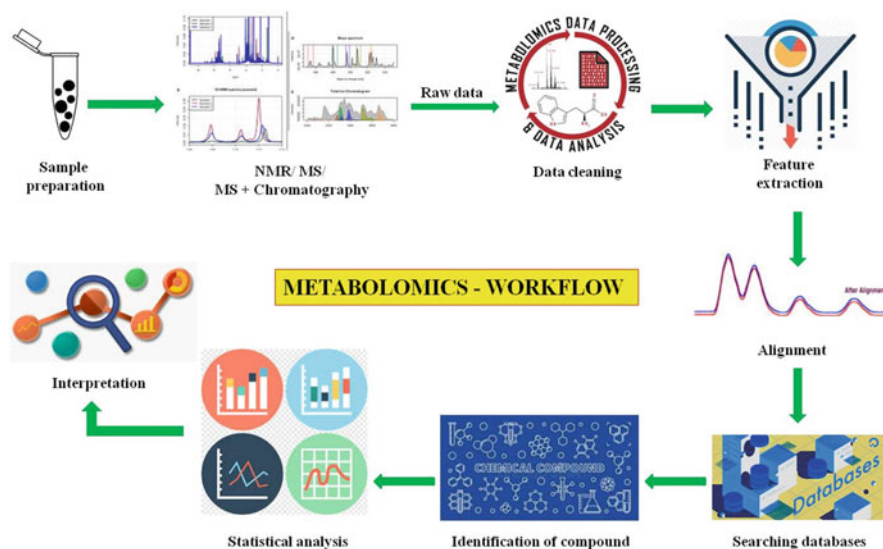 Sample
preparation
NMR/ MS/
MS + Chromatography
Raw data
METABOLOMICS DATA PROCESSING
& DATA ANALYSIS
Data cleaning
Feature
extraction
METABOLOMICS - WORKFLOW
After Alignment
Alignment
Interpretation
Statistical analysis
CHEMICAL COMPOUND
Identification of compound
Databases
Searching databases